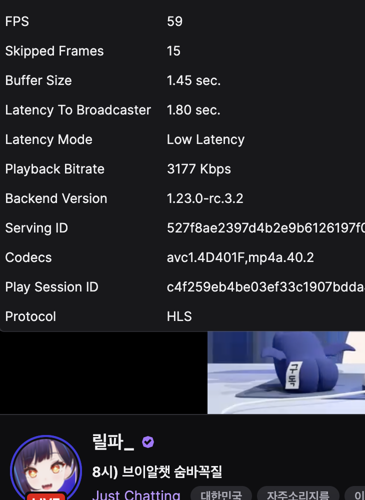 FPS 59
Skipped Frames 15
Buffer Size 1.45 sec.
Latency To Broadcaster 1.80 sec.
Latency Mode Low Latency
Playback Bitrate 3177 Kbps
Backend Version 1.23.0-rc.3.2
Serving ID 527f8ae2397d4b2e9b6126197f0
Codecs avc1.4D401F,mp4a.40.2
Play Session ID c4f259eb4be03ef33c1907bdda
Protocol HLS
구독
릴파_
8시) 브이알챗 숨바꼭질
Just Chatting 대한민국 자주소리지름